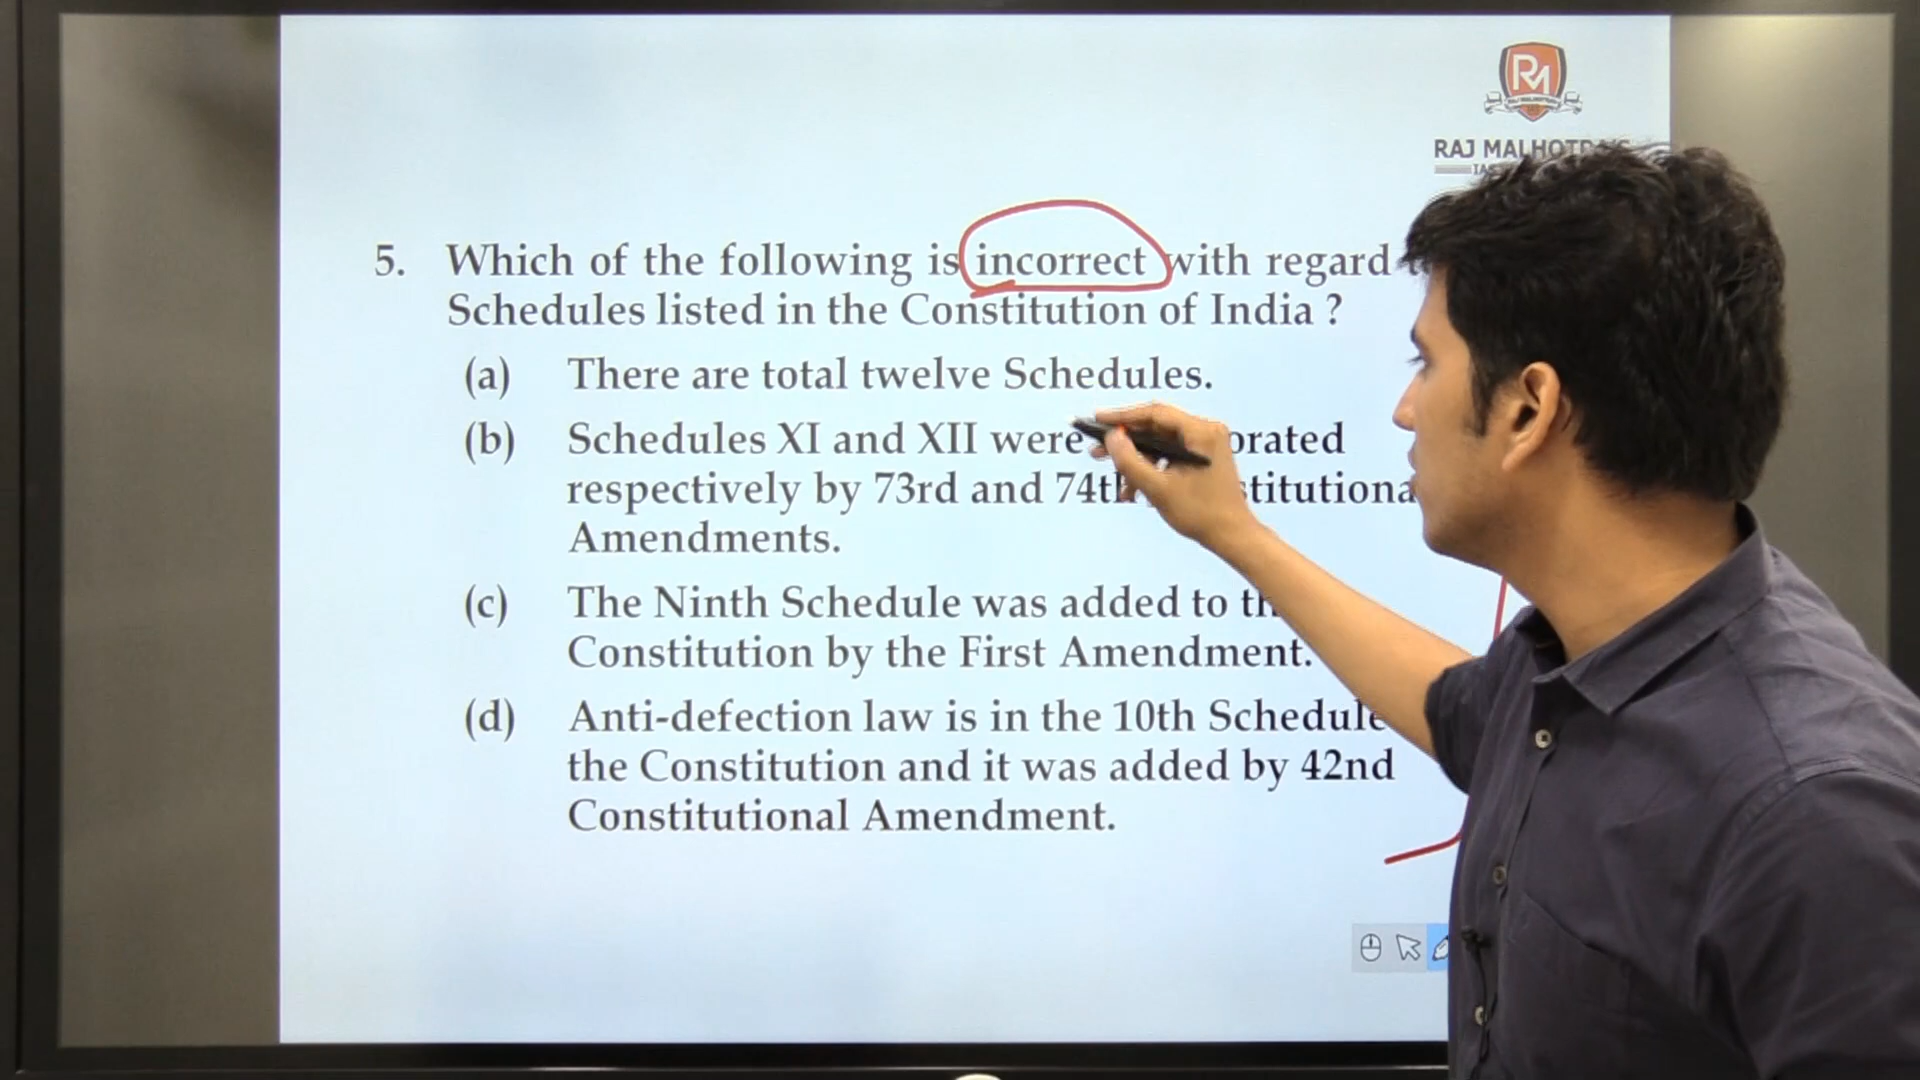 RAJ MALHOTRA'S
5. Which of the following is incorrect with regard
Schedules listed in the Constitution of India ?
(a) There are total twelve Schedules.
(b) Schedules XI and XII were orated
respectively by 73rd and 74th stitutiona
Amendments.
(c) The Ninth Schedule was added to th
Constitution by the First Amendment.
(d) Anti-defection law is in the 10th Schedule
the Constitution and it was added by 42nd
Constitutional Amendment.